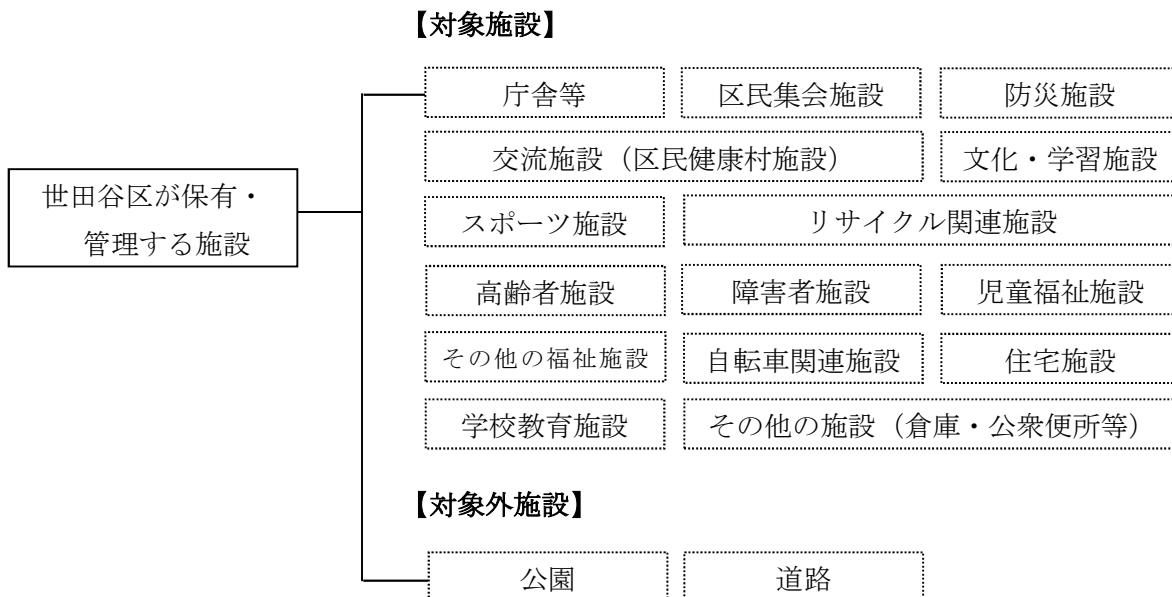 【対象施設】
庁舎等
区民集会施設
防災施設
交流施設（区民健康村施設）
文化・学習施設
世田谷区が保有・
管理する施設
スポーツ施設
リサイクル関連施設
高齢者施設
障害者施設
児童福祉施設
その他の福祉施設
自転車関連施設
住宅施設
学校教育施設
その他の施設（倉庫・公衆便所等）
【対象外施設】
公園
道路